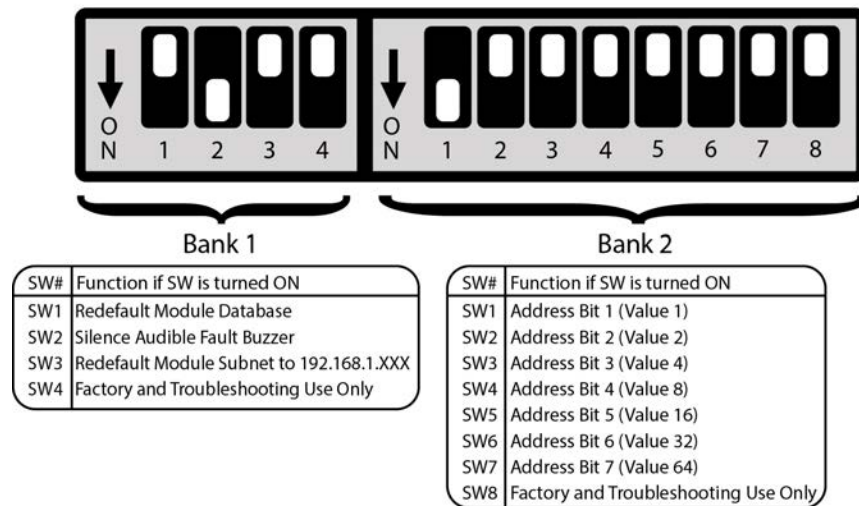 O
N
1 2 3 4
O
N
1 2 3 4 5 6 7 8
Bank 1
SW# Function if SW is turned ON
SW1 Redefault Module Database
SW2 Silence Audible Fault Buzzer
SW3 Redefault Module Subnet to 192.168.1.XXX
SW4 Factory and Troubleshooting Use Only
Bank 2
SW# Function if SW is turned ON
SW1 Address Bit 1 (Value 1)
SW2 Address Bit 2 (Value 2)
SW3 Address Bit 3 (Value 4)
SW4 Address Bit 4 (Value 8)
SW5 Address Bit 5 (Value 16)
SW6 Address Bit 6 (Value 32)
SW7 Address Bit 7 (Value 64)
SW8 Factory and Troubleshooting Use Only